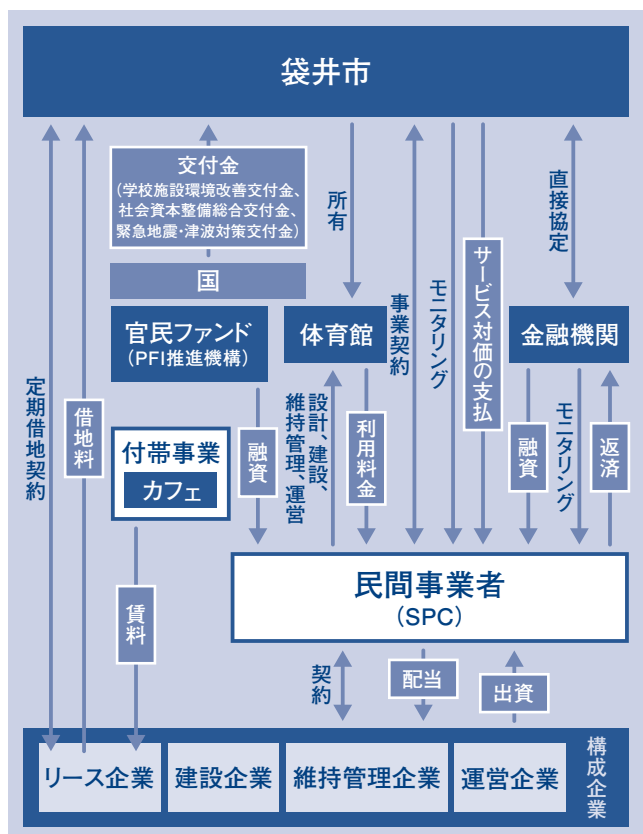 袋井市
交付金
(学校施設環境改善交付金、
社会資本整備総合交付金、
緊急地震・津波対策交付金)
国
官民ファンド
(PFI推進機構)
所有
体育館
事業契約
モニタリング
サービス対価の支払
直接協定
金融機関
定期借地契約
借地料
付帯事業
カフェ
融資
設計、建設、
維持管理、運営
利用料金
融資
モニタリング
返済
賃料
民間事業者
(SPC)
契約
配当
出資
リース企業
建設企業
維持管理企業
運営企業
構成企業